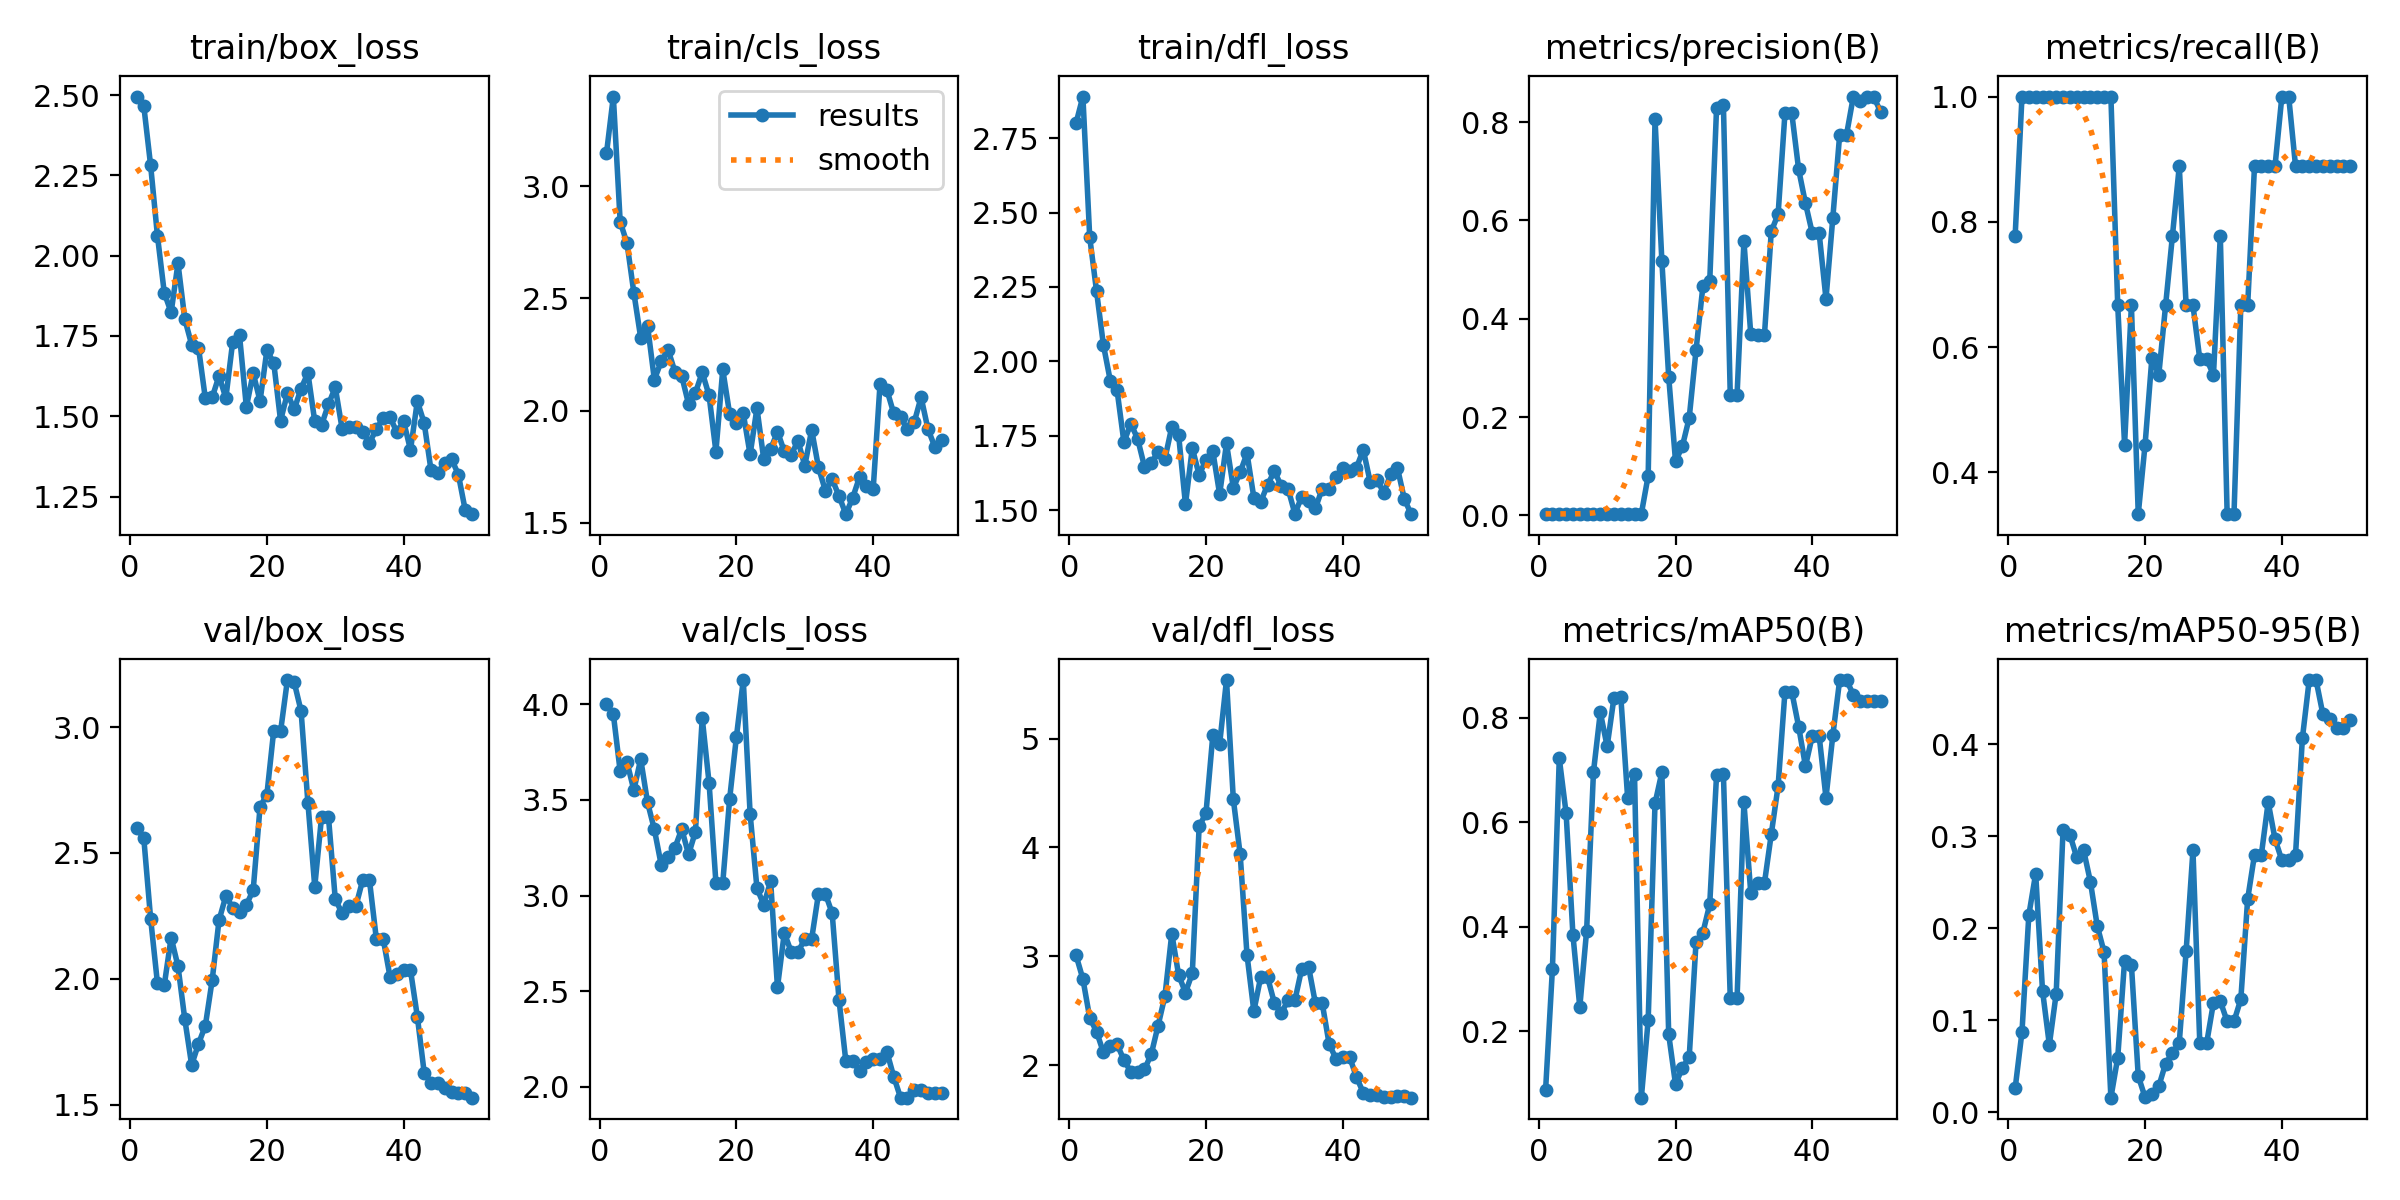 train/box_loss
train/cls_loss
train/dfl_loss
metrics/precision(B)
metrics/recall(B)
results
smooth
2.50
2.25
2.00
1.75
1.50
1.25
0 20 40
3.0
2.5
2.0
1.5
0 20 40
2.75
2.50
2.25
2.00
1.75
1.50
0 20 40
0.8
0.6
0.4
0.2
0.0
0 20 40
1.0
0.8
0.6
0.4
0 20 40
val/box_loss
val/cls_loss
val/dfl_loss
metrics/mAP50(B)
metrics/mAP50-95(B)
3.0
2.5
2.0
1.5
0 20 40
4.0
3.5
3.0
2.5
2.0
0 20 40
5
4
3
2
0 20 40
0.8
0.6
0.4
0.2
0 20 40
0.4
0.3
0.2
0.1
0.0
0 20 40